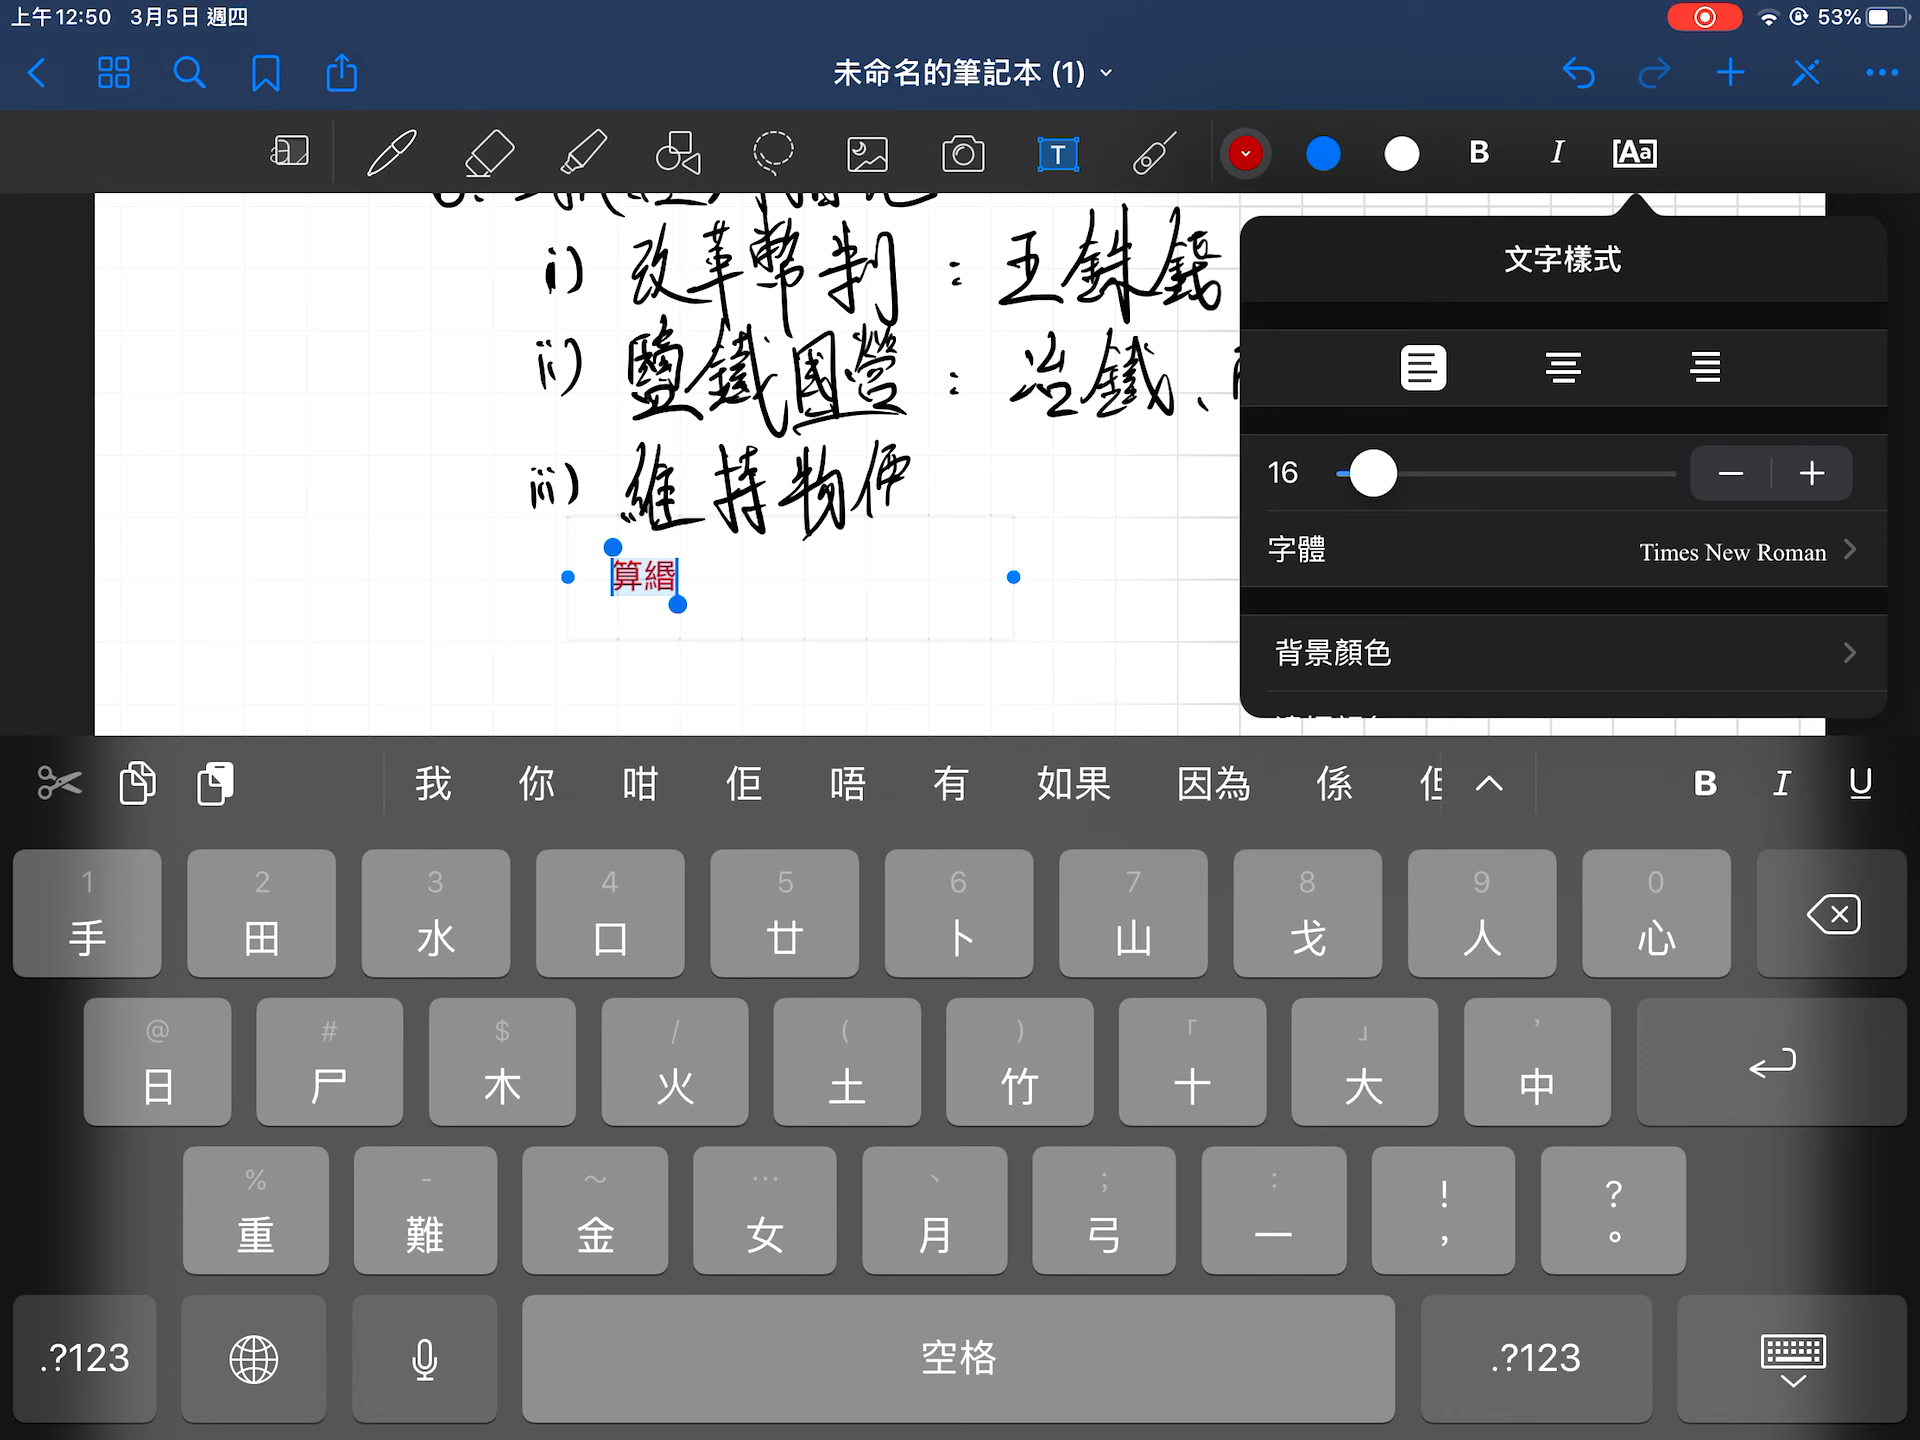 上午12:50 3月5日 週四
53%
未命名的筆記本 (1)
T
B I Aa
i) 改革幣制：五銖錢
ii) 鹽鐵國營：冶鐵、
iii) 維持物価
算緡
文字樣式
16
字體 Times New Roman
背景顏色
我 你 咁 佢 唔 有 如果 因為 係
B I U
1 2 3 4 5 6 7 8 9 0
手 田 水 口 廿 卜 山 戈 人 心
@ # $ / ( ) 「 」 ’
日 尸 木 火 土 竹 十 大 中
% - ～ … 、 ; : ! ?
重 難 金 女 月 弓 一 , 。
.?123 空格 .?123